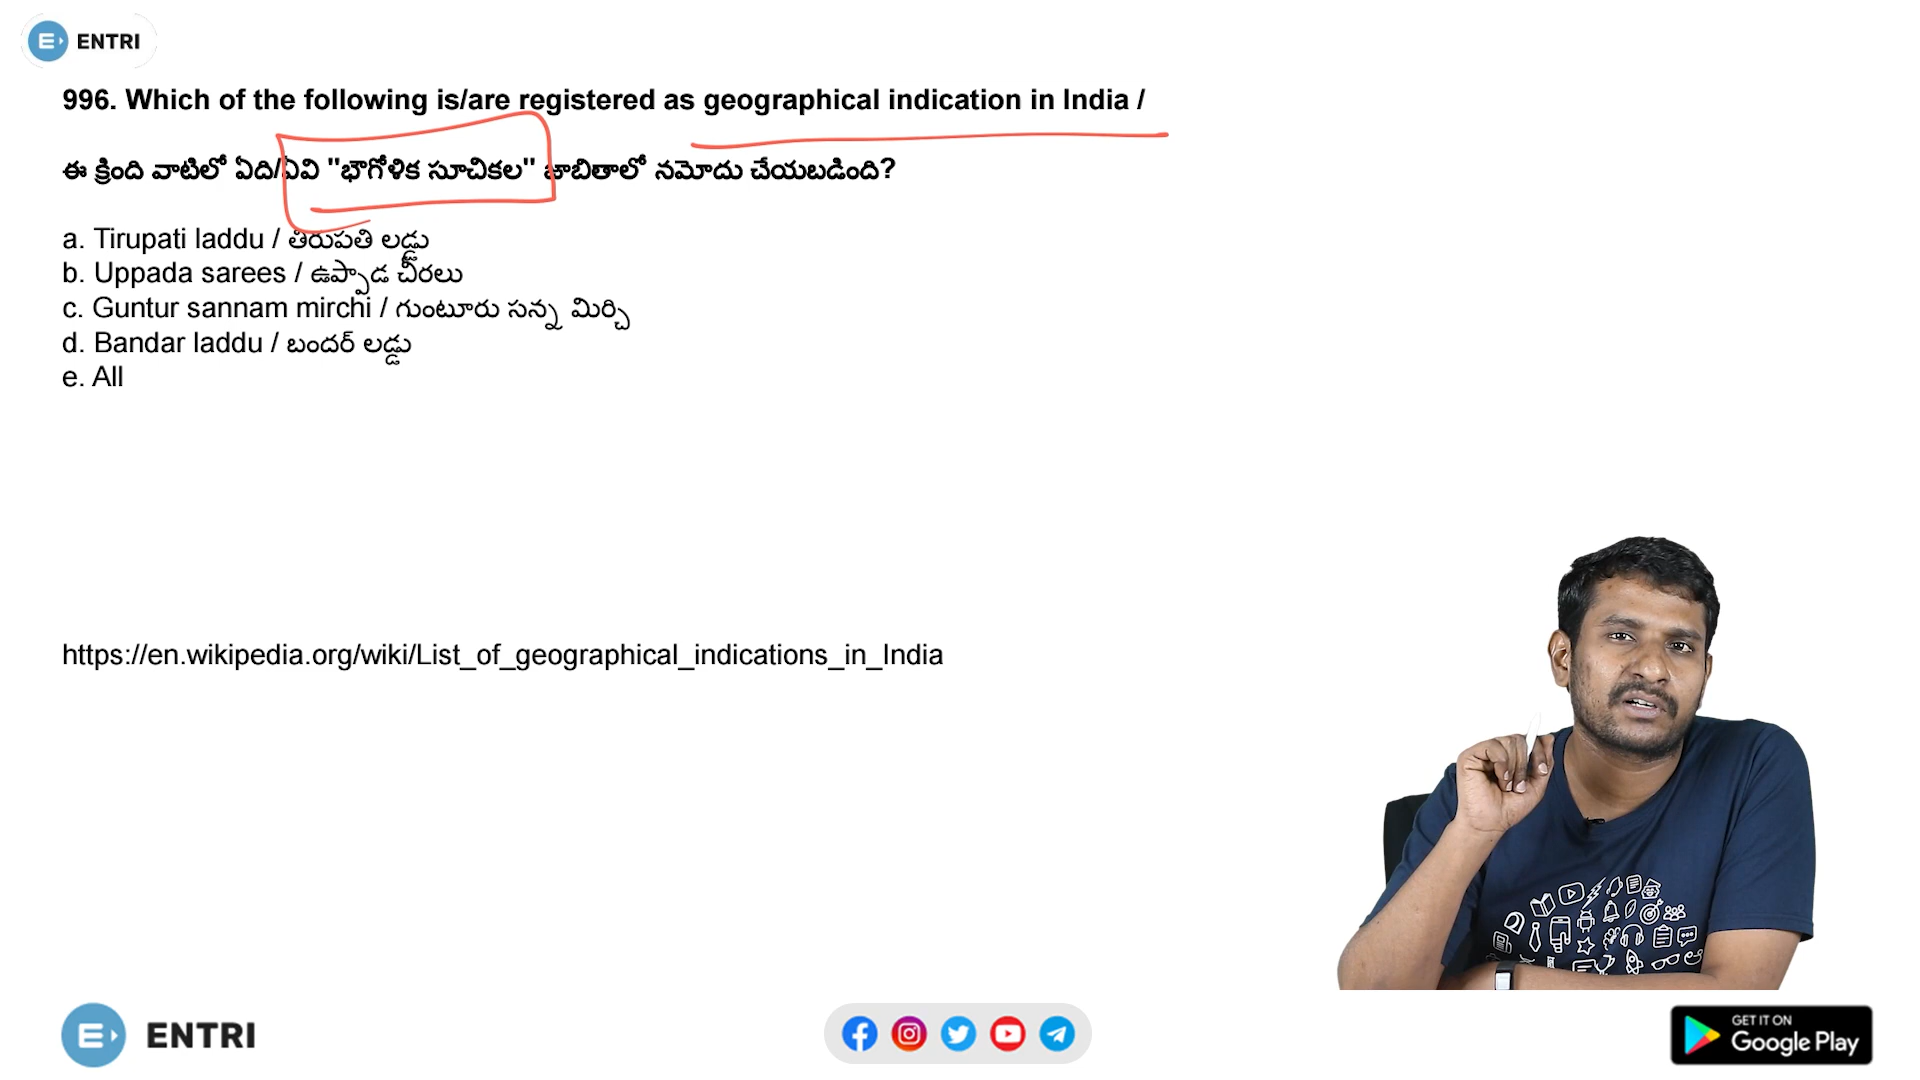 ENTRI
996. Which of the following is/are registered as geographical indication in India /
ఈ క్రింది వాటిలో ఏది/ఏవి "భౌగోళిక సూచికల" జాబితాలో నమోదు చేయబడింది?
a. Tirupati laddu / తిరుపతి లడ్డు
b. Uppada sarees / ఉప్పాడ చీరలు
c. Guntur sannam mirchi / గుంటూరు సన్న మిర్చి
d. Bandar laddu / బందర్ లడ్డు
e. All
https://en.wikipedia.org/wiki/List_of_geographical_indications_in_India
ENTRI
GET IT ON
Google Play